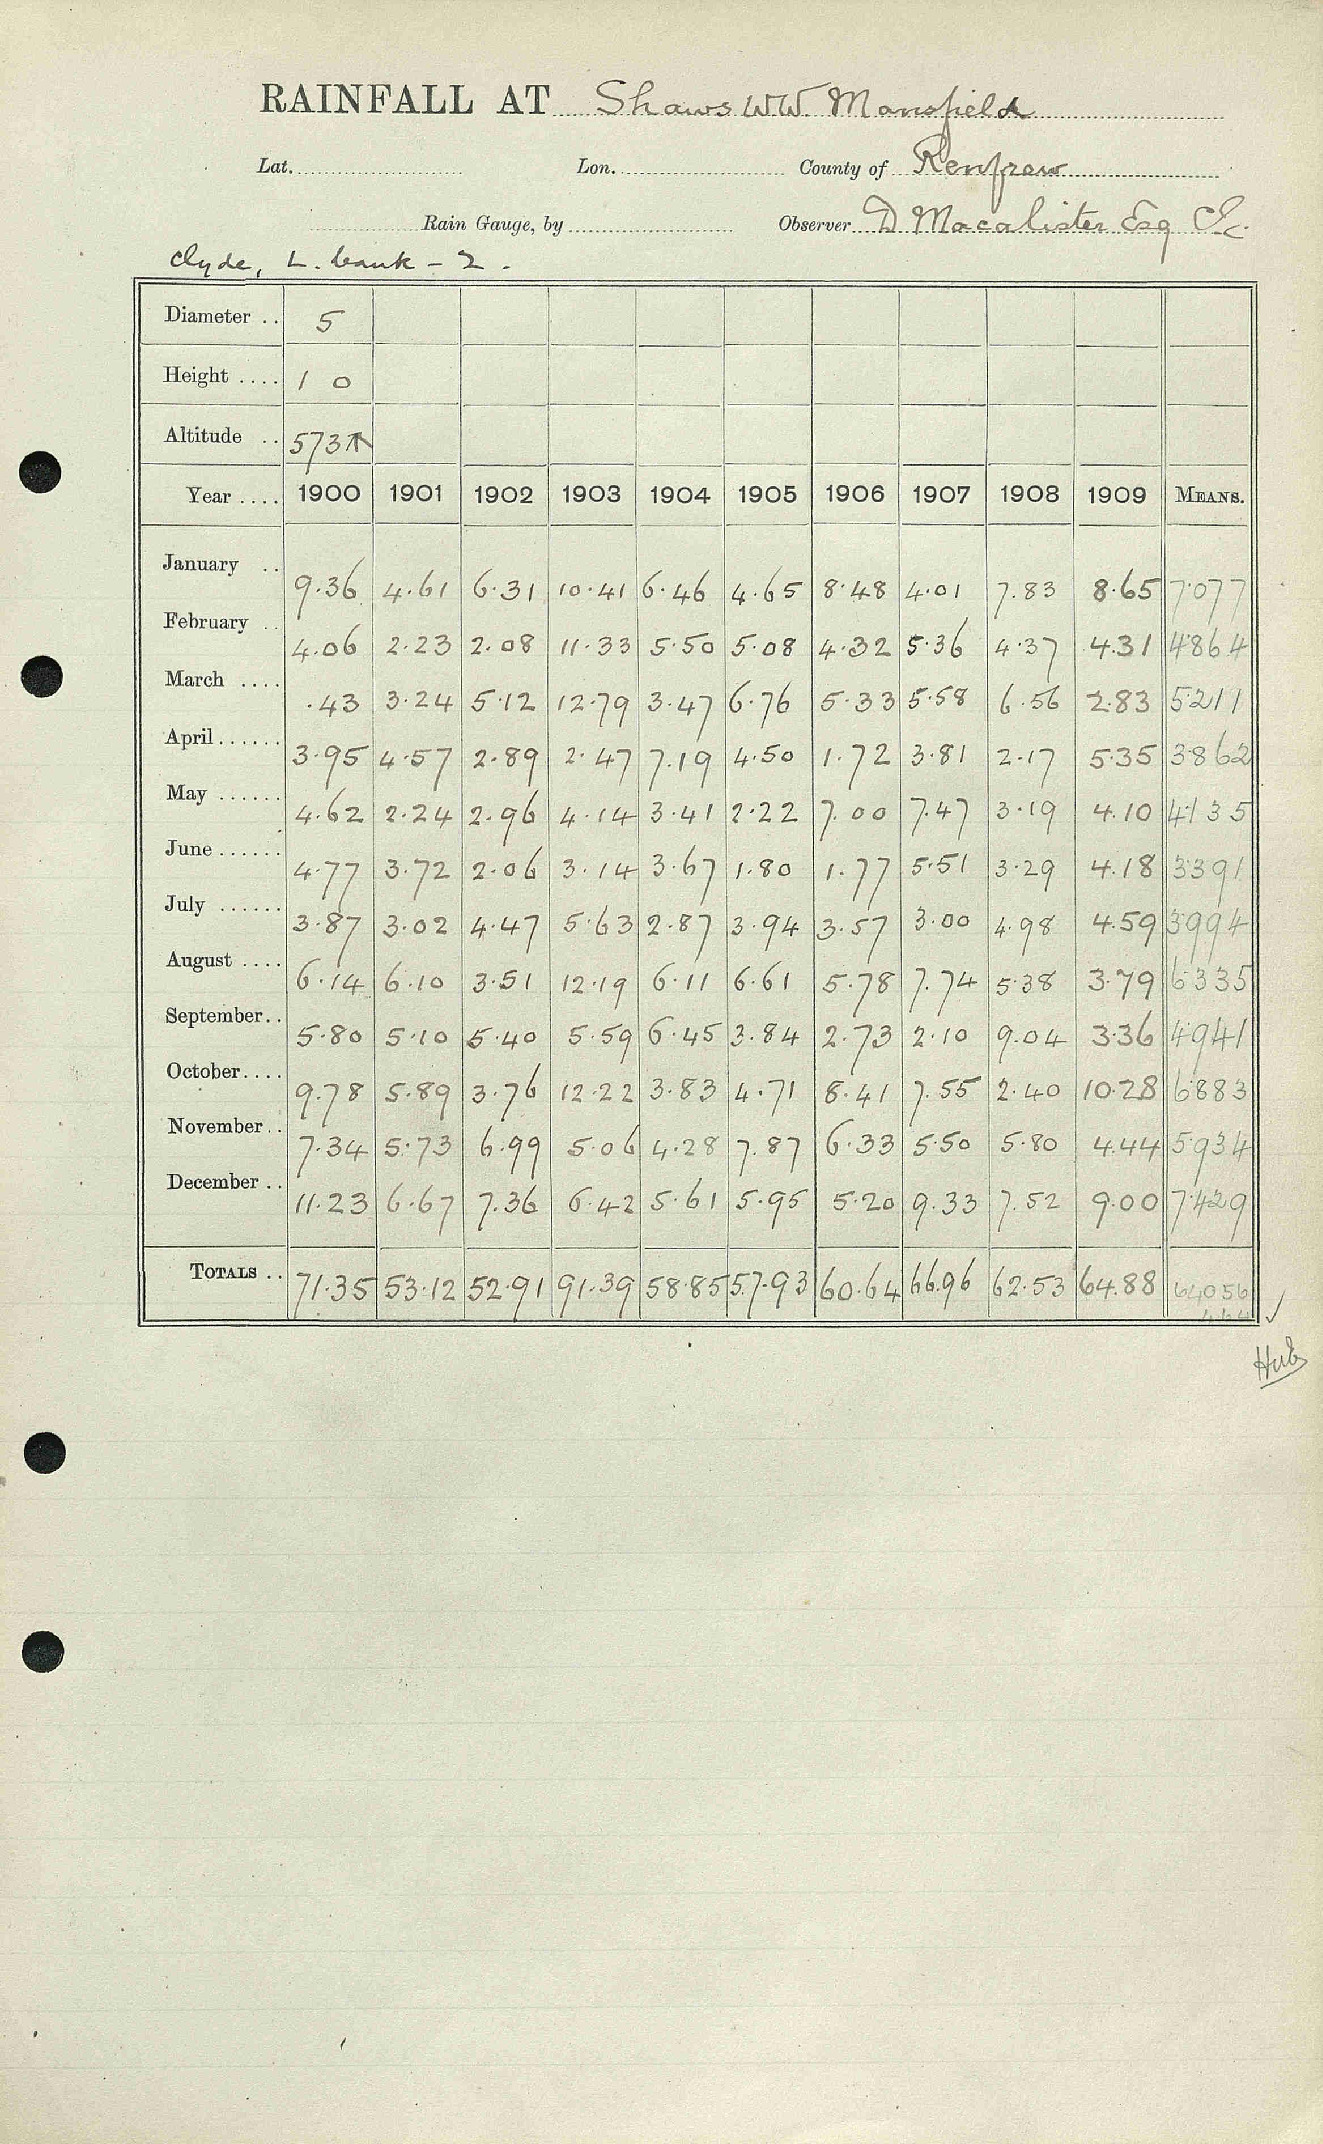 RAINFALL AT Shaws W.W. Mansfield
Lat. Lon. County of Renfrew
Rain Gauge, by Observer D Macalister Esq C.E.
Clyde, L. bank - 2.
Diameter .. 5
Height .... 1 0
Altitude .. 573
Year .... 1900 1901 1902 1903 1904 1905 1906 1907 1908 1909 MEANS.
January .. 9.36 4.61 6.31 10.41 6.46 4.65 8.48 4.01 7.83 8.65 7.077
February .. 4.06 2.23 2.08 11.33 5.50 5.08 4.32 5.36 4.37 4.31 4864
March .... .43 3.24 5.12 12.79 3.47 6.76 5.33 5.58 6.56 2.83 5211
April...... 3.95 4.57 2.89 2.47 7.19 4.50 1.72 3.81 2.17 5.35 3862
May ...... 4.62 2.24 2.96 4.14 3.41 2.22 7.00 7.47 3.19 4.10 4135
June ...... 4.77 3.72 2.06 3.14 3.67 1.80 1.77 5.51 3.29 4.18 3391
July ...... 3.87 3.02 4.47 5.63 2.87 3.94 3.57 3.00 4.98 4.59 3994
August .... 6.14 6.10 3.51 12.19 6.11 6.61 5.78 7.74 5.38 3.79 6335
September.. 5.80 5.10 5.40 5.59 6.45 3.84 2.73 2.10 9.04 3.36 4941
October.... 9.78 5.89 3.76 12.22 3.83 4.71 8.41 7.55 2.40 10.28 6883
November.. 7.34 5.73 6.99 5.06 4.28 7.87 6.33 5.50 5.80 4.44 5934
December .. 11.23 6.67 7.36 6.42 5.61 5.95 5.20 9.33 7.52 9.00 7429
TOTALS .. 71.35 53.12 52.91 91.39 58.85 57.93 60.64 66.96 62.53 64.88 64056